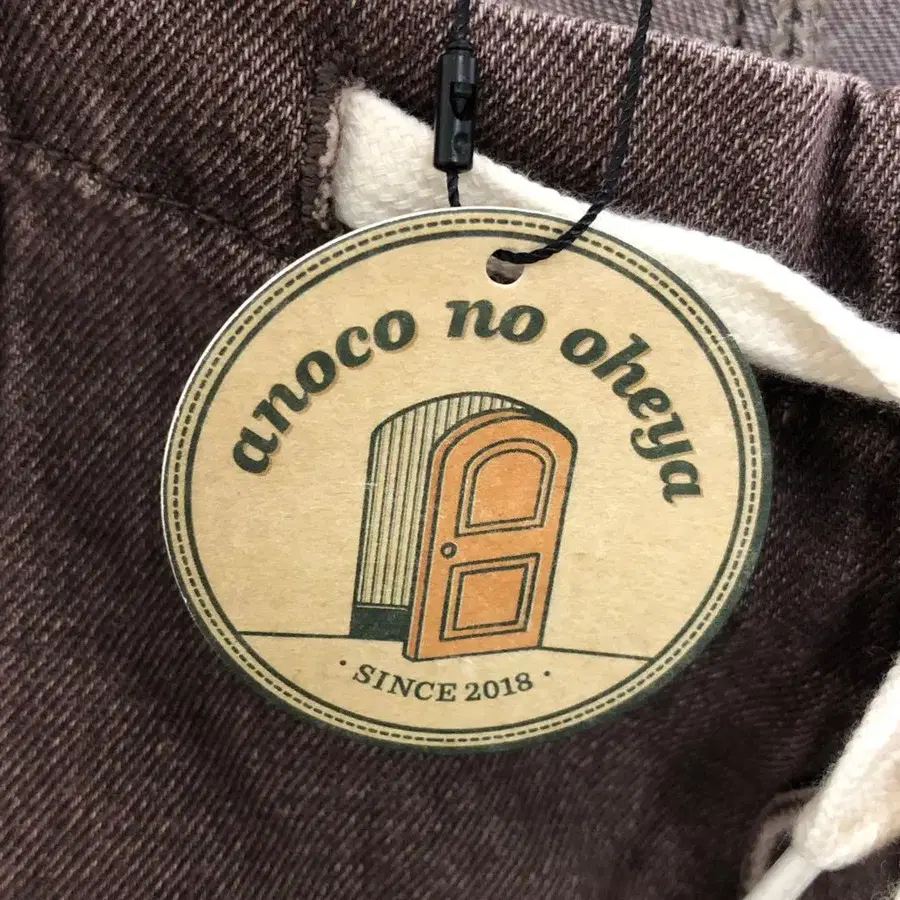 anoco no oheya
· SINCE 2018 ·